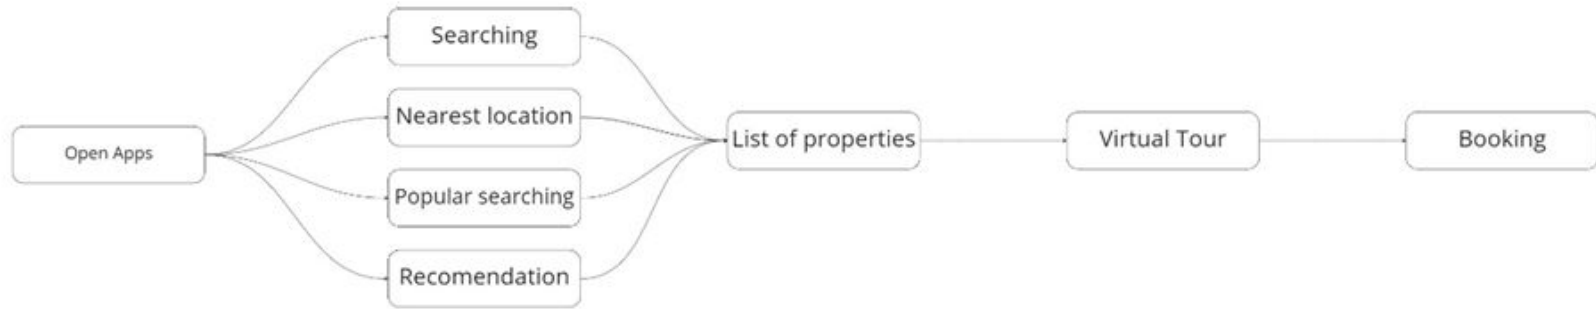 Open Apps
Searching
Nearest location
Popular searching
Recomendation
List of properties
Virtual Tour
Booking